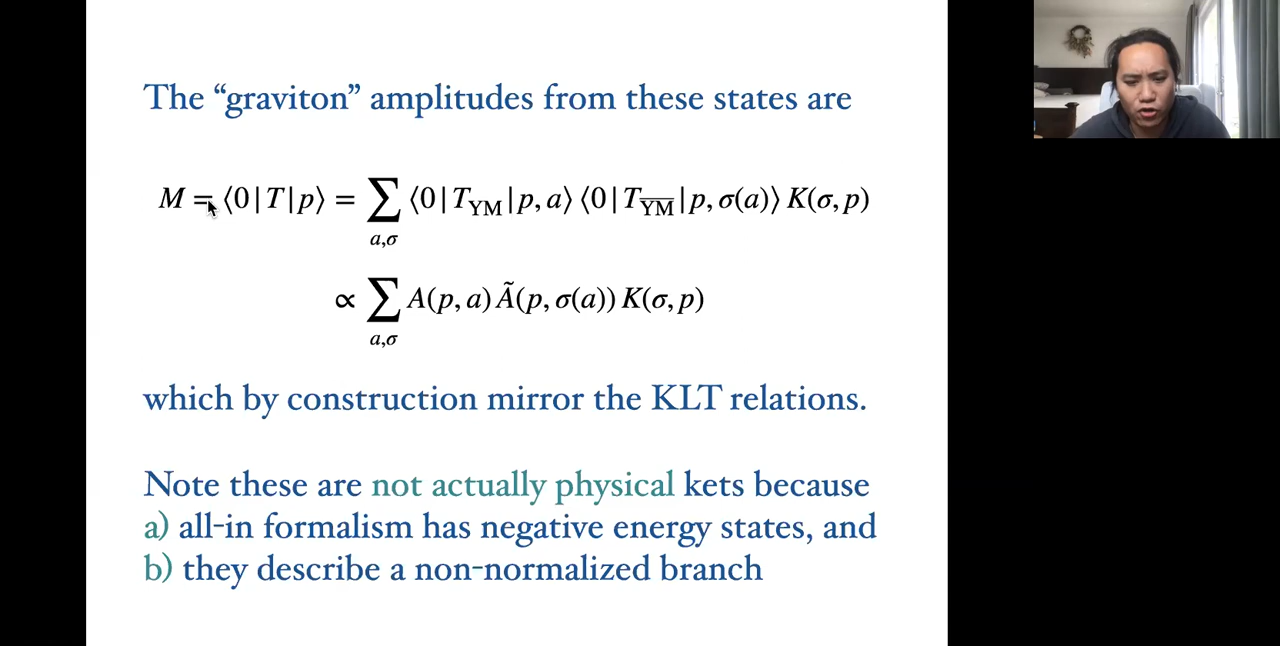 The “graviton” amplitudes from these states are
M = ⟨0|T|p⟩ = ∑ ⟨0|T_YM|p, a⟩ ⟨0|T_\overline{YM}|p, σ(a)⟩ K(σ, p)
a,σ
∝ ∑ A(p, a) Ã(p, σ(a)) K(σ, p)
a,σ
which by construction mirror the KLT relations.
Note these are not actually physical kets because
a) all-in formalism has negative energy states, and
b) they describe a non-normalized branch